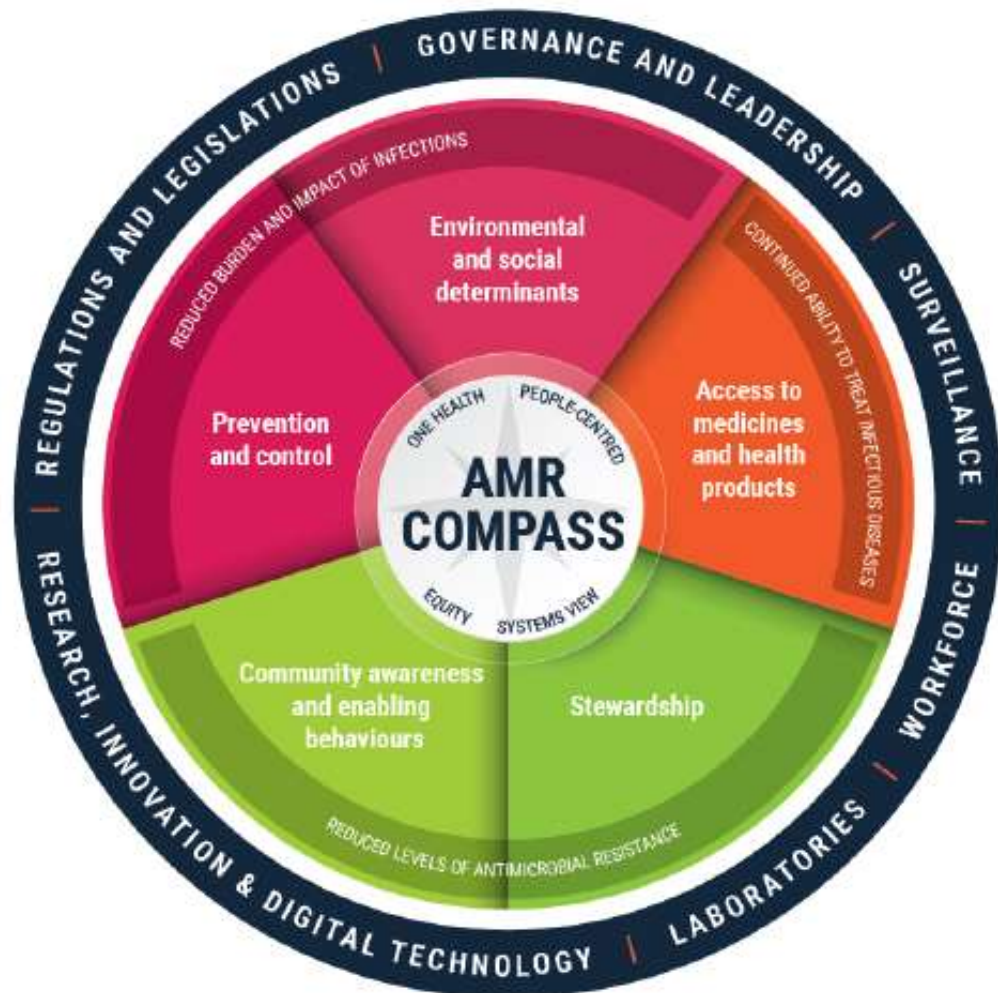 GOVERNANCE AND LEADERSHIP
|
SURVEILLANCE
|
WORKFORCE
|
LABORATORIES
|
RESEARCH, INNOVATION & DIGITAL TECHNOLOGY
|
REGULATIONS AND LEGISLATIONS
|
REDUCED BURDEN AND IMPACT OF INFECTIONS
Environmental
and social
determinants
CONTINUED ABILITY TO TREAT INFECTIOUS DISEASES
Access to
medicines
and health
products
Prevention
and control
ONE HEALTH
PEOPLE-CENTRED
AMR
COMPASS
EQUITY
SYSTEMS VIEW
Community awareness
and enabling
behaviours
Stewardship
REDUCED LEVELS OF ANTIMICROBIAL RESISTANCE